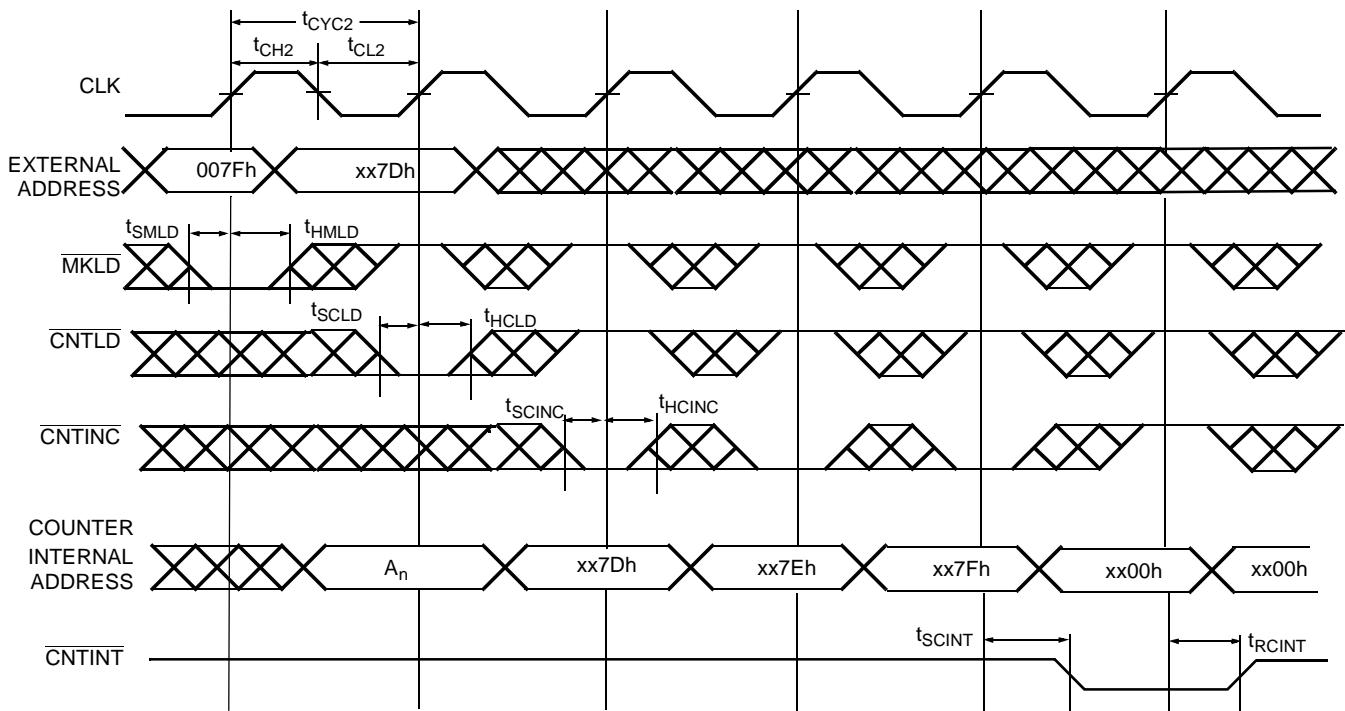 tCYC2
tCH2 tCL2
CLK
EXTERNAL
ADDRESS
007Fh xx7Dh
tSMLD tHMLD
MKLD
tSCLD tHCLD
CNTLD
tSCINC tHCINC
CNTINC
COUNTER
INTERNAL
ADDRESS
An xx7Dh xx7Eh xx7Fh xx00h xx00h
tSCINT tRCINT
CNTINT